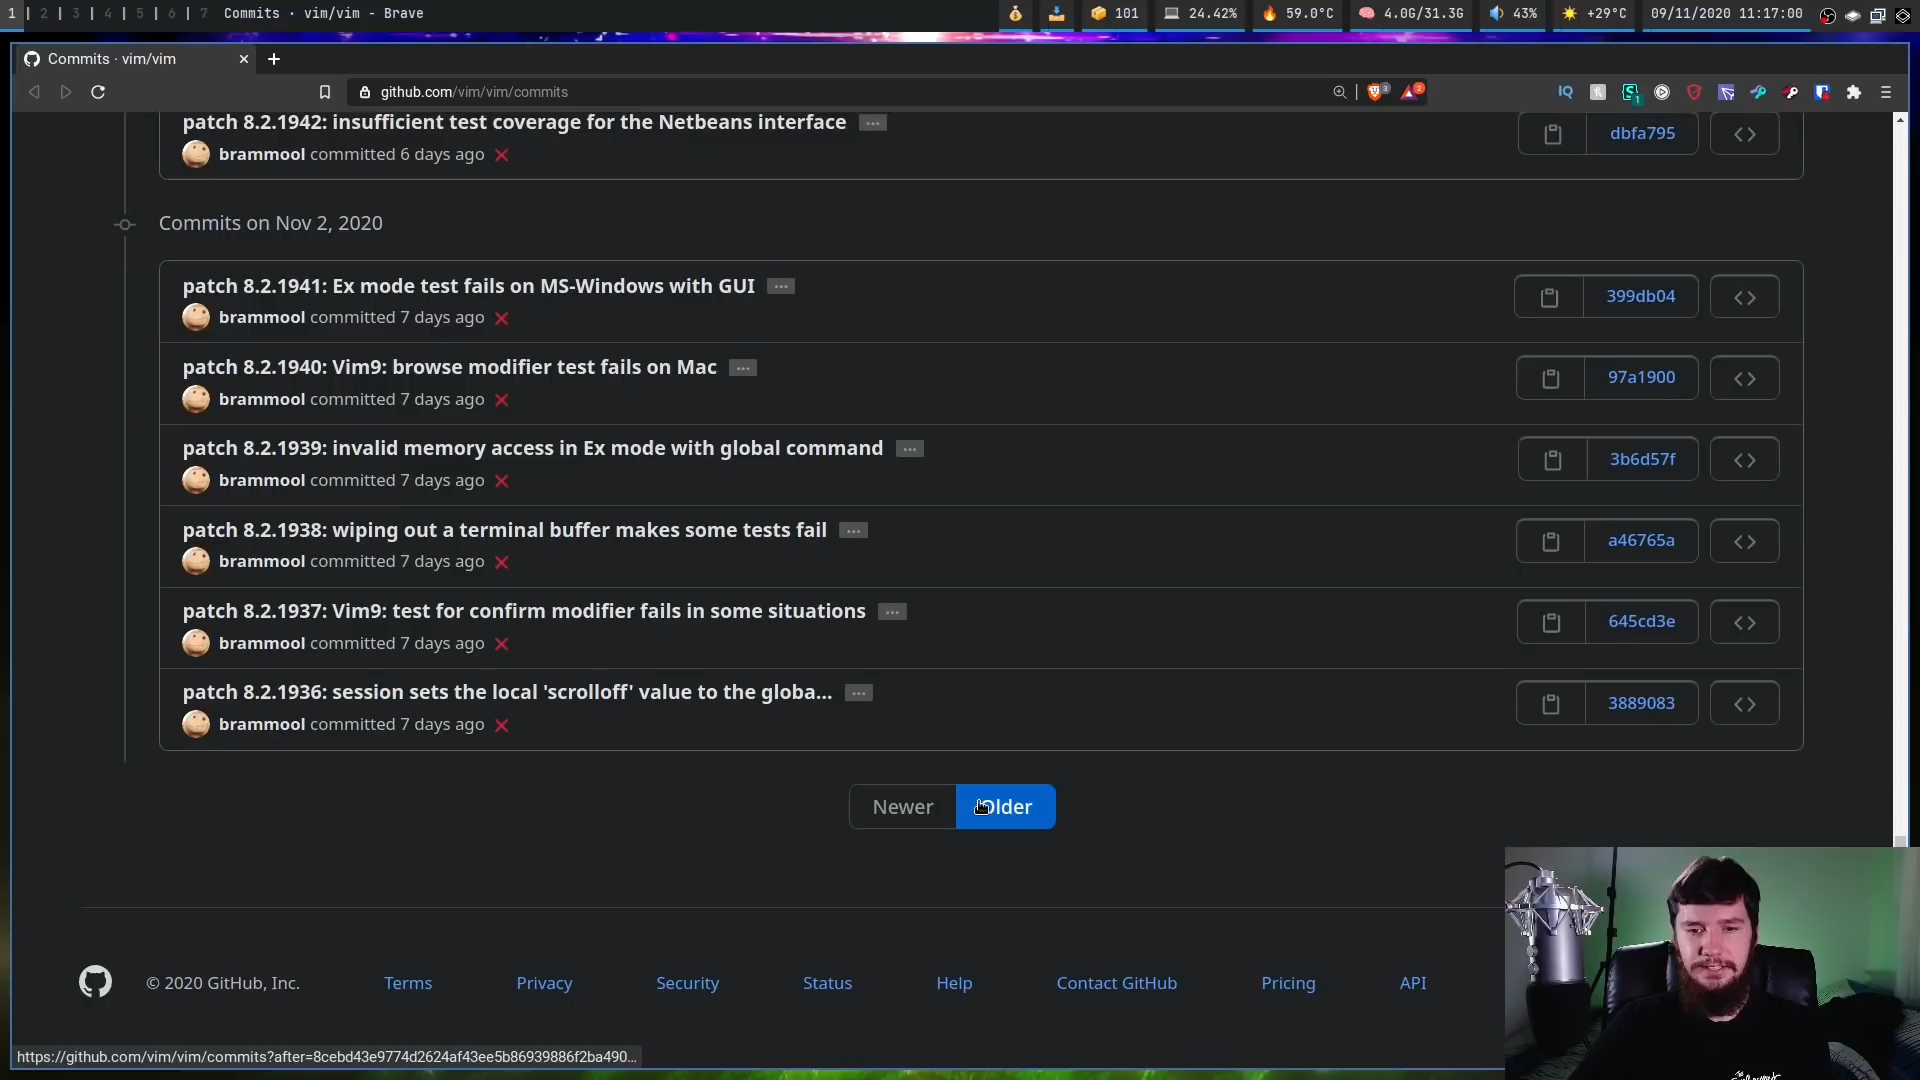 1 | 2 | 3 | 4 | 5 | 6 | 7 Commits · vim/vim - Brave 101 24.42% 59.0°C 4.0G/31.3G 43% +29°C 09/11/2020 11:17:00
Commits · vim/vim
github.com/vim/vim/commits 3 2 IQ 1
patch 8.2.1942: insufficient test coverage for the Netbeans interface ...
brammool committed 6 days ago
dbfa795
Commits on Nov 2, 2020
patch 8.2.1941: Ex mode test fails on MS-Windows with GUI ...
brammool committed 7 days ago
399db04
patch 8.2.1940: Vim9: browse modifier test fails on Mac ...
brammool committed 7 days ago
97a1900
patch 8.2.1939: invalid memory access in Ex mode with global command ...
brammool committed 7 days ago
3b6d57f
patch 8.2.1938: wiping out a terminal buffer makes some tests fail ...
brammool committed 7 days ago
a46765a
patch 8.2.1937: Vim9: test for confirm modifier fails in some situations ...
brammool committed 7 days ago
645cd3e
patch 8.2.1936: session sets the local 'scrolloff' value to the globa... ...
brammool committed 7 days ago
3889083
Newer Older
© 2020 GitHub, Inc. Terms Privacy Security Status Help Contact GitHub Pricing API
https://github.com/vim/vim/commits?after=8cebd43e9774d2624af43ee5b86939886f2ba490...